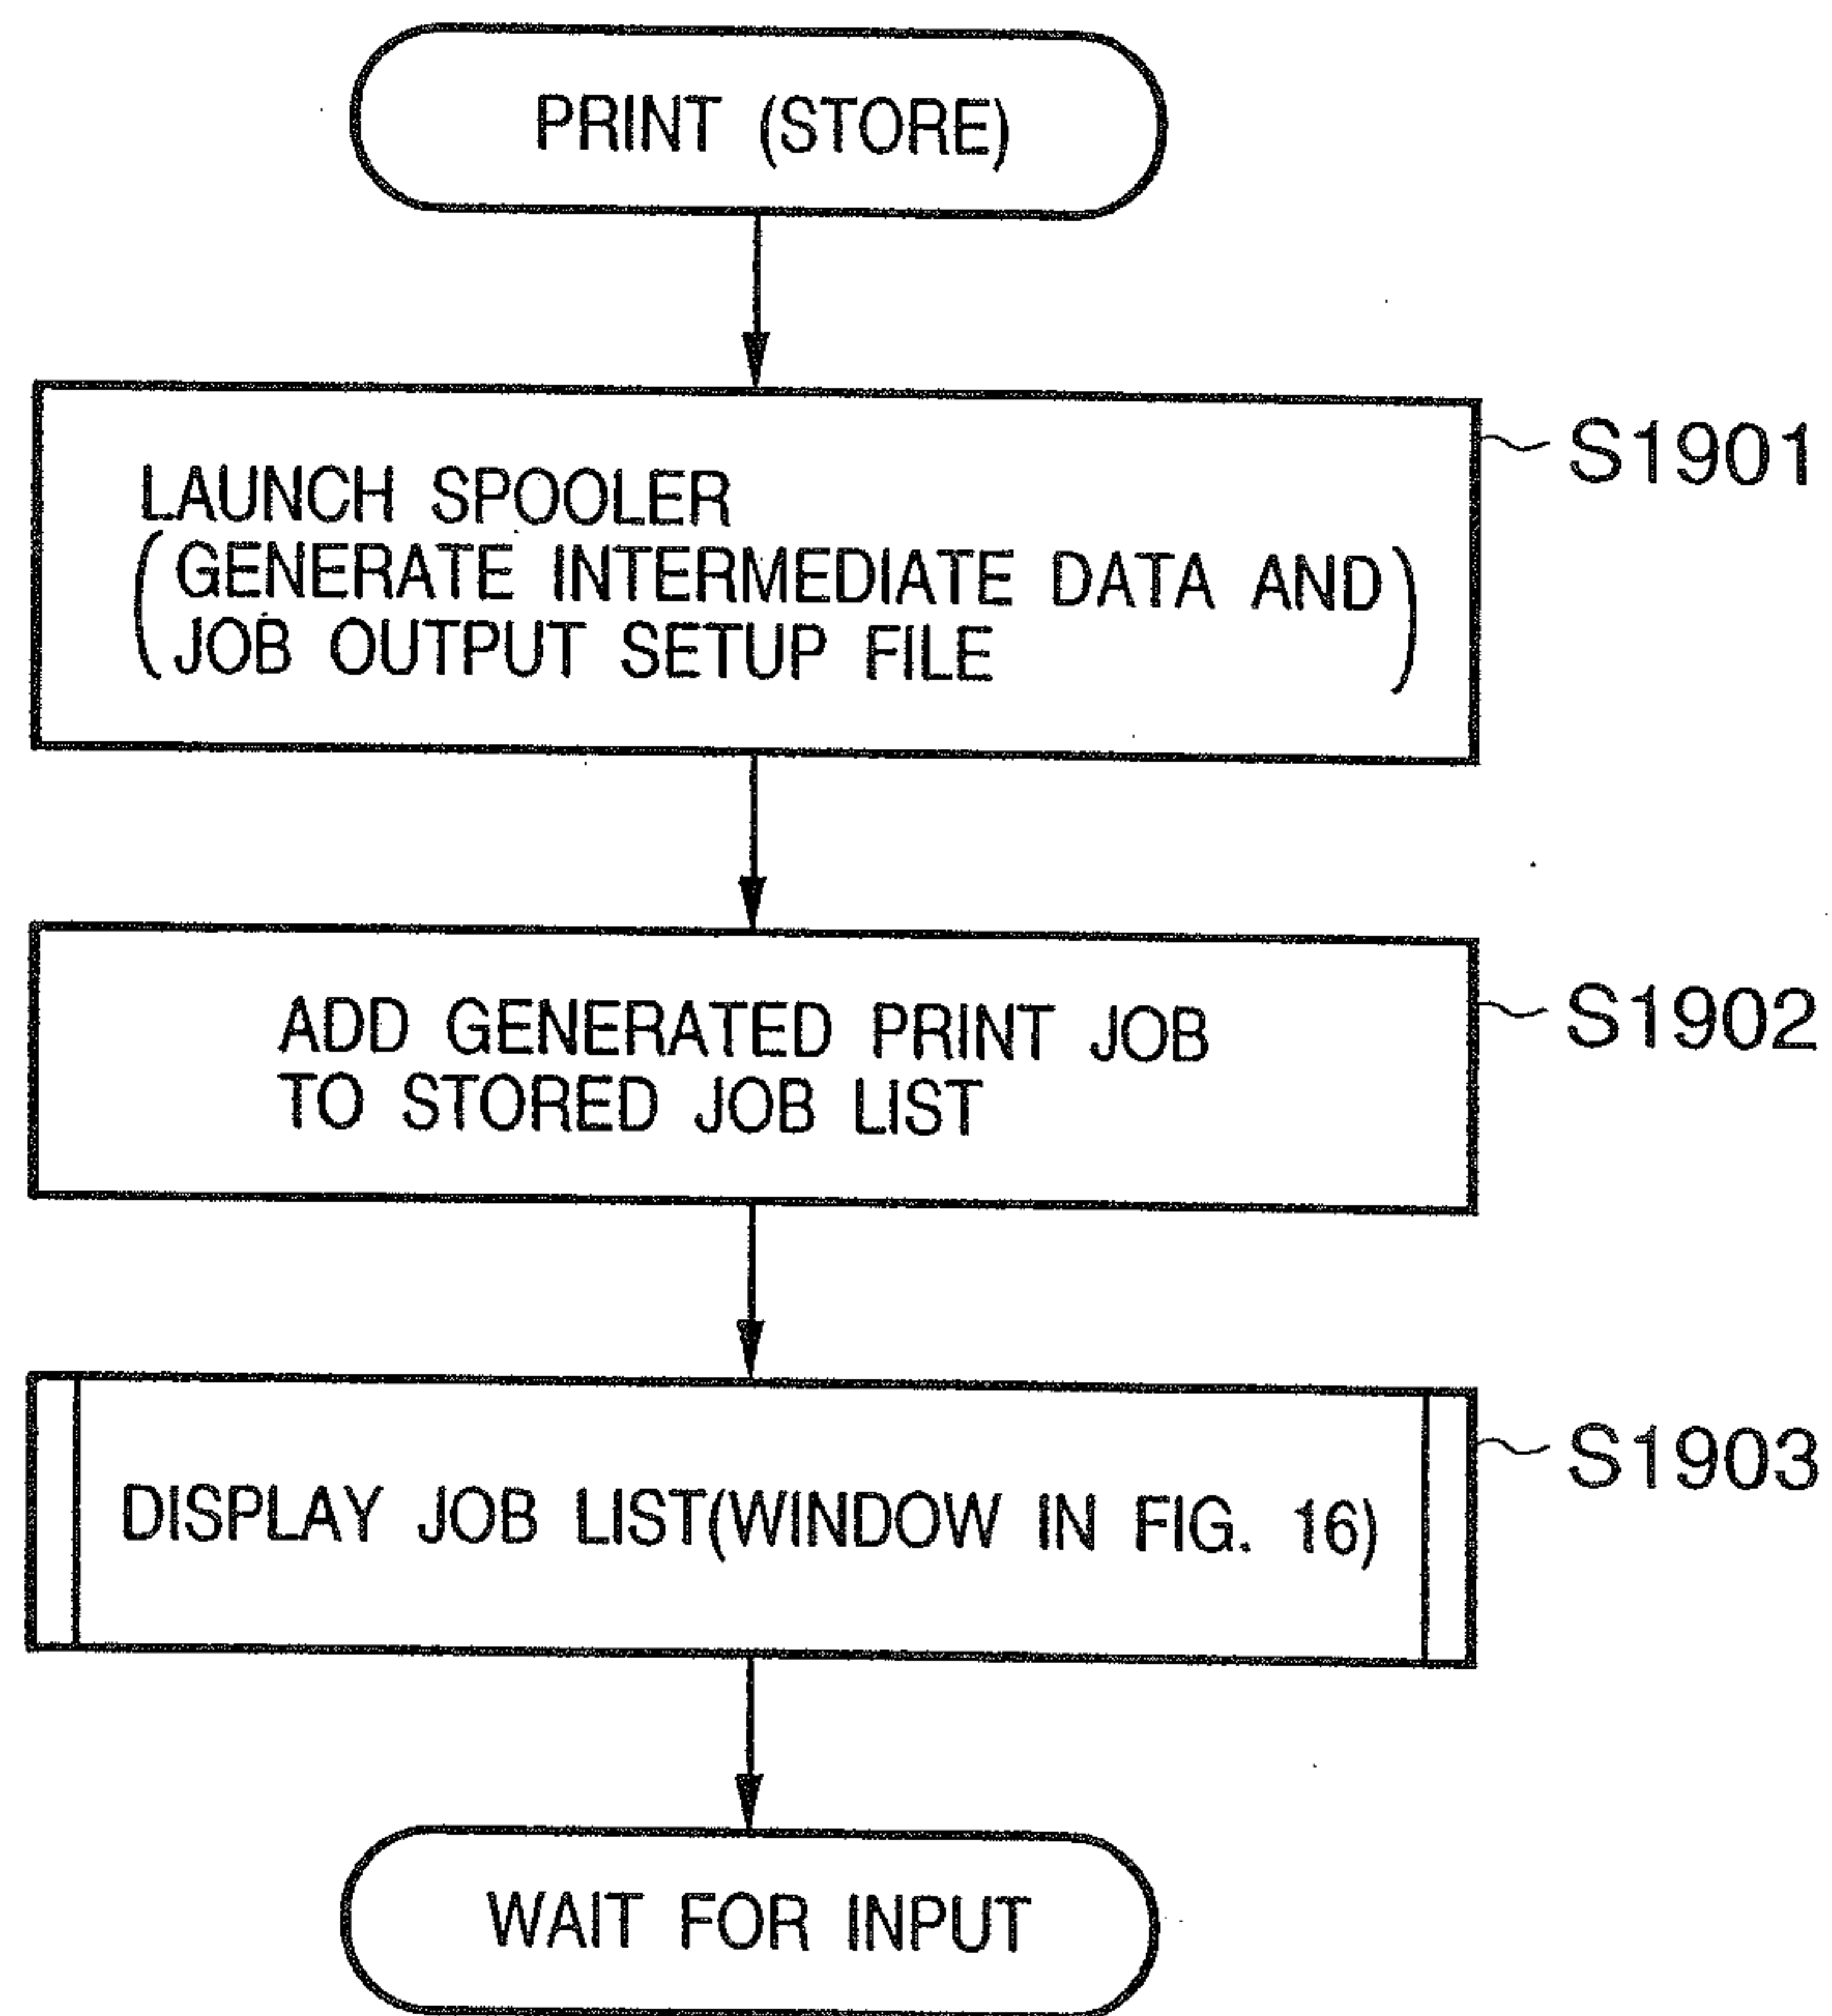 PRINT (STORE)
LAUNCH SPOOLER
(GENERATE INTERMEDIATE DATA AND
JOB OUTPUT SETUP FILE)
S1901
ADD GENERATED PRINT JOB
TO STORED JOB LIST
S1902
DISPLAY JOB LIST(WINDOW IN FIG. 16)
S1903
WAIT FOR INPUT